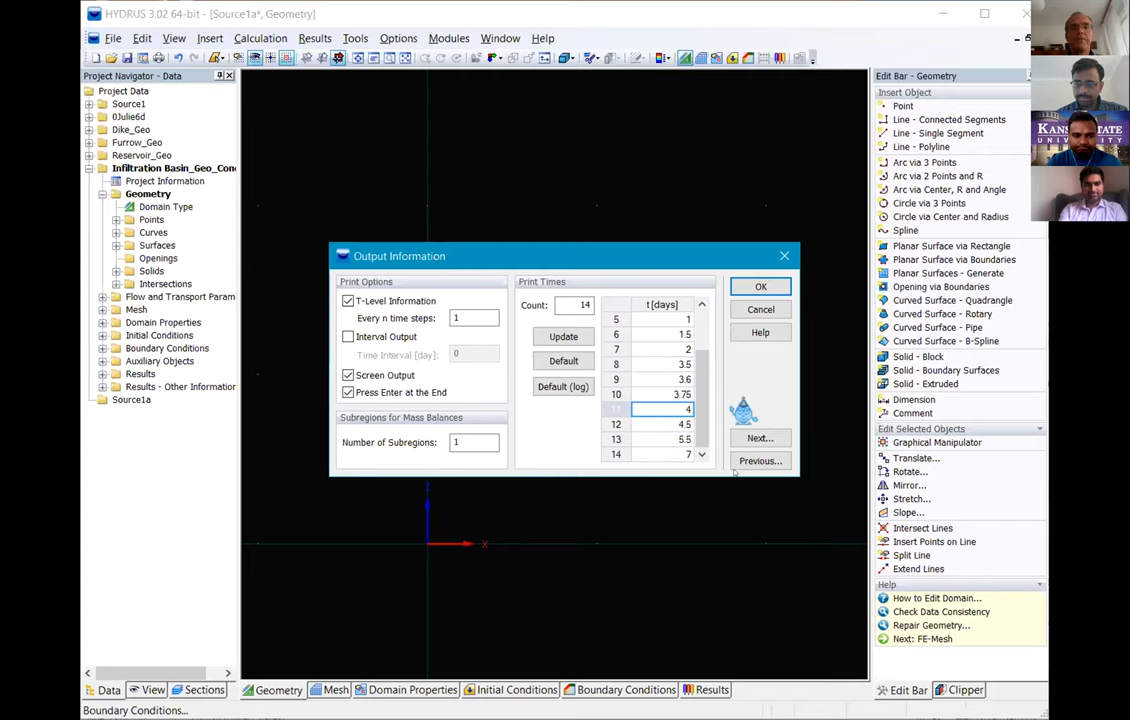 HYDRUS 3.02 64-bit - [Source1a*, Geometry]
File Edit View Insert Calculation Results Tools Options Modules Window Help
Project Navigator - Data
Project Data
Source1
0Julie6d
Dike_Geo
Furrow_Geo
Reservoir_Geo
Infiltration Basin_Geo_Con
Project Information
Geometry
Domain Type
Points
Curves
Surfaces
Openings
Solids
Intersections
Flow and Transport Param
Mesh
Domain Properties
Initial Conditions
Boundary Conditions
Auxiliary Objects
Results
Results - Other Information
Source1a
Data View Sections
Output Information
Print Options
T-Level Information
Every n time steps: 1
Interval Output
Time Interval [day]: 0
Screen Output
Press Enter at the End
Subregions for Mass Balances
Number of Subregions: 1
Print Times
Count: 14
Update
Default
Default (log)
t [days]
5 1
6 1.5
7 2
8 3.5
9 3.6
10 3.75
11 4
12 4.5
13 5.5
14 7
OK
Cancel
Help
Next...
Previous...
X
Geometry Mesh Domain Properties Initial Conditions Boundary Conditions Results
Edit Bar - Geometry
Insert Object
Point
Line - Connected Segments
Line - Single Segment
Line - Polyline
Arc via 3 Points
Arc via 2 Points and R
Arc via Center, R and Angle
Circle via 3 Points
Circle via Center and Radius
Spline
Planar Surface via Rectangle
Planar Surface via Boundaries
Planar Surfaces - Generate
Opening via Boundaries
Curved Surface - Quadrangle
Curved Surface - Rotary
Curved Surface - Pipe
Curved Surface - B-Spline
Solid - Block
Solid - Boundary Surfaces
Solid - Extruded
Dimension
Comment
Edit Selected Objects
Graphical Manipulator
Translate...
Rotate...
Mirror...
Stretch...
Slope...
Intersect Lines
Insert Points on Line
Split Line
Extend Lines
Help
How to Edit Domain...
Check Data Consistency
Repair Geometry...
Next: FE-Mesh
Edit Bar Clipper
Boundary Conditions...